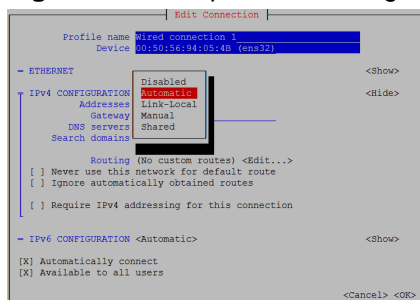 Edit Connection
Profile name Wired connection 1
Device 00:50:56:94:05:4B (ens32)
= ETHERNET <Show>
Disabled
IPv4 CONFIGURATION Automatic <Hide>
Addresses Link-Local
Gateway Manual
DNS servers Shared
Search domains
Routing (No custom routes) <Edit...>
[ ] Never use this network for default route
[ ] Ignore automatically obtained routes
[ ] Require IPv4 addressing for this connection
= IPv6 CONFIGURATION <Automatic> <Show>
[X] Automatically connect
[X] Available to all users
<Cancel> <OK>